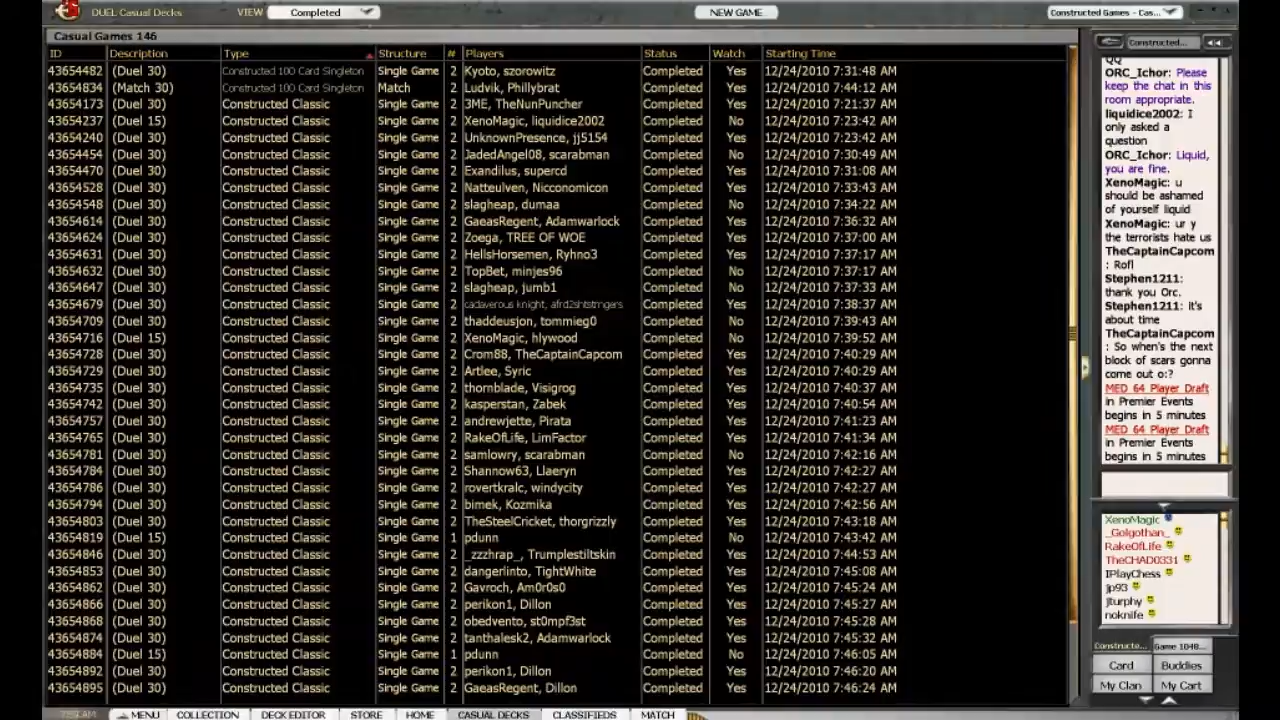 DUEL Casual Decks VIEW Completed NEW GAME Constructed Games - Cas...
Casual Games 146
ID Description Type Structure # Players Status Watch Starting Time
43654482 (Duel 30) Constructed 100 Card Singleton Single Game 2 Kyoto, szorowitz Completed Yes 12/24/2010 7:31:48 AM
43654834 (Match 30) Constructed 100 Card Singleton Match 2 Ludvik, Phillybrat Completed Yes 12/24/2010 7:44:12 AM
43654173 (Duel 30) Constructed Classic Single Game 2 3ME, TheNunPuncher Completed Yes 12/24/2010 7:21:37 AM
43654237 (Duel 15) Constructed Classic Single Game 2 XenoMagic, liquidice2002 Completed No 12/24/2010 7:23:42 AM
43654240 (Duel 30) Constructed Classic Single Game 2 UnknownPresence, jj5154 Completed Yes 12/24/2010 7:23:42 AM
43654454 (Duel 30) Constructed Classic Single Game 2 JadedAngel08, scarabman Completed No 12/24/2010 7:30:49 AM
43654470 (Duel 30) Constructed Classic Single Game 2 Exandilus, supercd Completed Yes 12/24/2010 7:31:08 AM
43654528 (Duel 30) Constructed Classic Single Game 2 Natteulven, Nicconomicon Completed Yes 12/24/2010 7:33:43 AM
43654548 (Duel 30) Constructed Classic Single Game 2 slagheap, dumaa Completed No 12/24/2010 7:34:22 AM
43654614 (Duel 30) Constructed Classic Single Game 2 GaeasRegent, Adamwarlock Completed Yes 12/24/2010 7:36:32 AM
43654624 (Duel 30) Constructed Classic Single Game 2 Zoega, TREE OF WOE Completed Yes 12/24/2010 7:37:00 AM
43654631 (Duel 30) Constructed Classic Single Game 2 HellsHorsemen, Ryhno3 Completed Yes 12/24/2010 7:37:17 AM
43654632 (Duel 30) Constructed Classic Single Game 2 TopBet, minjes96 Completed No 12/24/2010 7:37:17 AM
43654657 (Duel 30) Constructed Classic Single Game 2 slagheap, jumb1 Completed No 12/24/2010 7:37:33 AM
43654679 (Duel 30) Constructed Classic Single Game 2 cadaverous knight, afrd2shtstrngers Completed Yes 12/24/2010 7:38:37 AM
43654709 (Duel 30) Constructed Classic Single Game 2 thaddeusjon, tommieg0 Completed No 12/24/2010 7:39:43 AM
43654716 (Duel 15) Constructed Classic Single Game 2 XenoMagic, hlywood Completed No 12/24/2010 7:39:52 AM
43654728 (Duel 30) Constructed Classic Single Game 2 Crom88, TheCaptainCapcom Completed Yes 12/24/2010 7:40:29 AM
43654729 (Duel 30) Constructed Classic Single Game 2 Artlee, Syric Completed Yes 12/24/2010 7:40:29 AM
43654735 (Duel 30) Constructed Classic Single Game 2 thornblade, Visigrog Completed Yes 12/24/2010 7:40:37 AM
43654742 (Duel 30) Constructed Classic Single Game 2 kasperstan, Zabek Completed Yes 12/24/2010 7:40:54 AM
43654757 (Duel 30) Constructed Classic Single Game 2 andrewjette, Pirata Completed Yes 12/24/2010 7:41:23 AM
43654765 (Duel 30) Constructed Classic Single Game 2 RakeOfLife, LimFactor Completed Yes 12/24/2010 7:41:34 AM
43654781 (Duel 30) Constructed Classic Single Game 2 samlowry, scarabman Completed No 12/24/2010 7:42:16 AM
43654784 (Duel 30) Constructed Classic Single Game 2 Shannow63, Llaeryn Completed Yes 12/24/2010 7:42:27 AM
43654786 (Duel 30) Constructed Classic Single Game 2 rovertkralc, windycity Completed Yes 12/24/2010 7:42:27 AM
43654794 (Duel 30) Constructed Classic Single Game 2 bimek, Kozmika Completed Yes 12/24/2010 7:42:56 AM
43654803 (Duel 30) Constructed Classic Single Game 2 TheSteelCricket, thorgrizzly Completed Yes 12/24/2010 7:43:18 AM
43654819 (Duel 15) Constructed Classic Single Game 1 pdunn Completed No 12/24/2010 7:43:42 AM
43654846 (Duel 30) Constructed Classic Single Game 2 _zzzhrap_, Trumplestiltskin Completed Yes 12/24/2010 7:44:53 AM
43654853 (Duel 30) Constructed Classic Single Game 2 dangerlinto, TightWhite Completed Yes 12/24/2010 7:45:08 AM
43654862 (Duel 30) Constructed Classic Single Game 2 Gavroch, Am0r0s0 Completed Yes 12/24/2010 7:45:24 AM
43654866 (Duel 30) Constructed Classic Single Game 2 perikon1, Dillon Completed Yes 12/24/2010 7:45:27 AM
43654868 (Duel 30) Constructed Classic Single Game 2 obedvento, st0mpf3st Completed Yes 12/24/2010 7:45:28 AM
43654874 (Duel 30) Constructed Classic Single Game 2 tanthalesk2, Adamwarlock Completed Yes 12/24/2010 7:45:32 AM
43654884 (Duel 15) Constructed Classic Single Game 1 pdunn Completed No 12/24/2010 7:46:05 AM
43654892 (Duel 30) Constructed Classic Single Game 2 perikon1, Dillon Completed Yes 12/24/2010 7:46:20 AM
43654895 (Duel 30) Constructed Classic Single Game 2 GaeasRegent, Dillon Completed Yes 12/24/2010 7:46:24 AM
Constructed...
QQ
ORC_Ichor: Please
keep the chat in this
room appropriate.
liquidice2002: I
only asked a
question
ORC_Ichor: Liquid,
you are fine.
XenoMagic: u
should be ashamed
of yourself liquid
XenoMagic: ur y
the terrorists hate us
TheCaptainCapcom
: Rofl
Stephen1211:
thank you Orc.
Stephen1211: it's
about time
TheCaptainCapcom
: So when's the next
block of scars gonna
come out o:?
MED 64 Player Draft
in Premier Events
begins in 5 minutes
MED 64 Player Draft
in Premier Events
begins in 5 minutes
XenoMagic
_Golgothan_
RakeOfLife
TheCHAD0331
IPlayChess
jp93
jturphy
noknife
Constructe... Game 1048...
Card Buddies
My Clan My Cart
MENU COLLECTION DECK EDITOR STORE HOME CASUAL DECKS CLASSIFIEDS MATCH